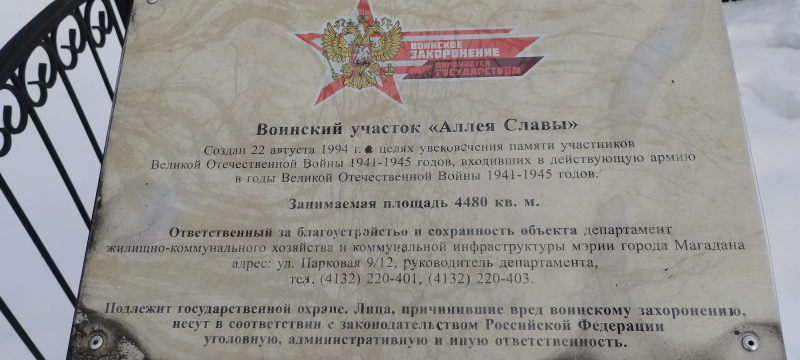 ВОИНСКОЕ
ЗАХОРОНЕНИЕ
ОХРАНЯЕТСЯ
ГОСУДАРСТВОМ
Воинский участок «Аллея Славы»
Создан 22 августа 1994 г. в целях увековечения памяти участников
Великой Отечественной Войны 1941-1945 годов, входивших в действующую армию
в годы Великой Отечественной Войны 1941-1945 годов.
Занимаемая площадь 4480 кв. м.
Ответственный за благоустройство и сохранность объекта департамент
жилищно-коммунального хозяйства и коммунальной инфраструктуры мэрии города Магадана
адрес: ул. Парковая 9/12, руководитель департамента,
тел, (4132) 220-401, (4132) 220-403.
Подлежит государственной охране. Лица, причинившие вред воинскому захоронению,
несут в соответствии с законодательством Российской Федерации
уголовную, административную и иную ответственность.